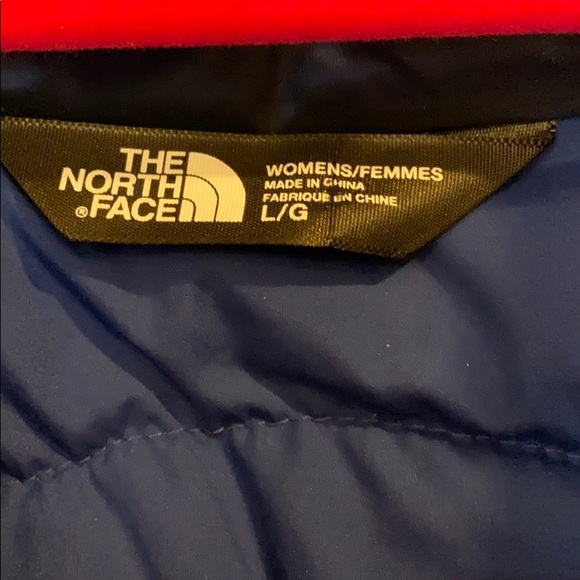 THE
NORTH
®FACE
WOMENS/FEMMES
MADE IN CHINA
FABRIQUE EN CHINE
L/G